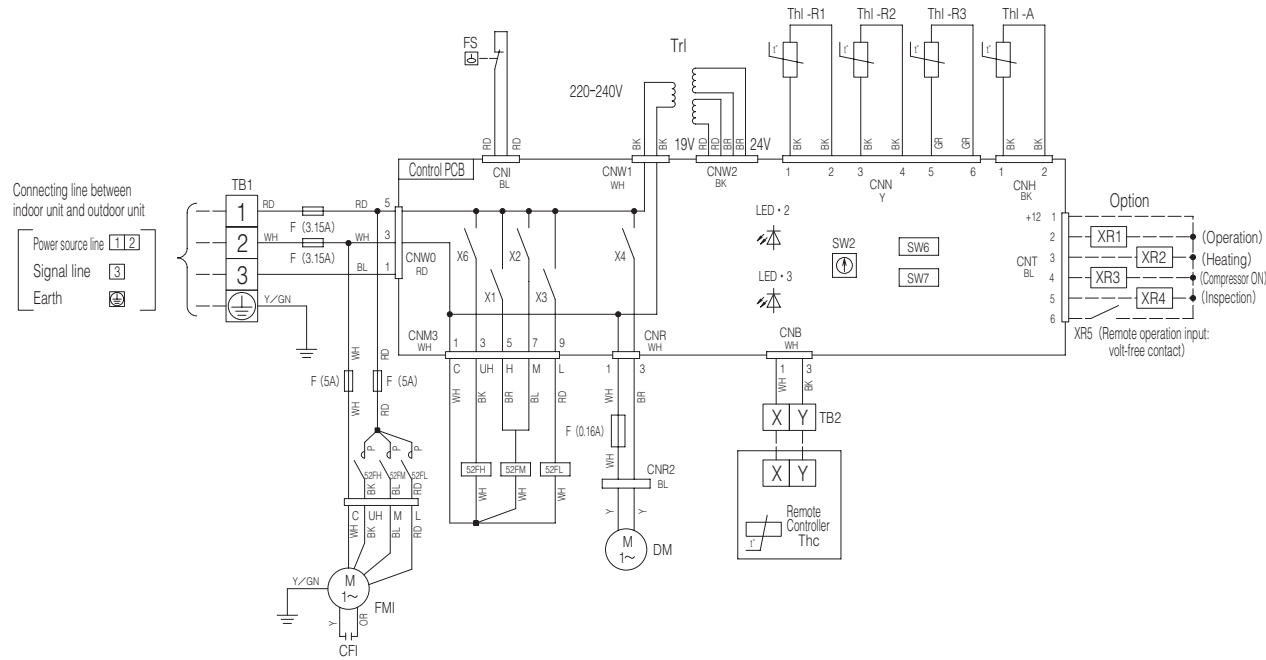 ThI -R1 ThI -R2 ThI -R3 ThI -A
FS
TrI
t° t° t° t°
220-240V
RD RD BK BK 19V RD RD BR BR 24V BK BK BK BK GR GR BK BK
Control PCB
CNI
BL
CNW1
WH
CNW2
BK
1 2 3 4 5 6
CNN
Y
1 2
CNH
BK
Connecting line between
indoor unit and outdoor unit
Power source line 1 2
Signal line 3
Earth
TB1
1 RD F (3.15A) RD 5
2 WH F (3.15A) WH 3
3 BL 1
Y/GN
CNW0
RD
X6 X2 X4
X1 X3
LED・2
LED・3
SW2
SW6
SW7
Option
+12 1
2 XR1 (Operation)
3 XR2 (Heating)
CNT
BL
4 XR3 (Compressor ON)
5 XR4 (Inspection)
6
XR5 (Remote operation input:
volt-free contact)
CNM3
WH
1 3 5 7 9
C UH H M L
WH BK BR BL RD
CNR
WH
1 3
WH BR
CNB
WH
1 3
WH BK
X Y TB2
X Y
Remote
Controller
Thc
t°
WH RD
F (5A) F (5A)
WH RD
P P P
52FH 52FM 52FL
BK BL RD
C UH M L
WH BK BL RD
52FH 52FM 52FL
WH WH WH
F (0.16A)
WH
CNR2
BL
Y Y
M
1~
DM
Y/GN
M
1~
FMI
Y OR
CFI